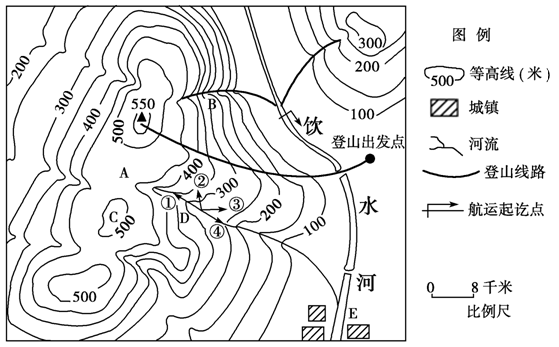 200
300
400
500
550
A
B
C
500
500
①
②
③
④
D
400
300
200
100
300
200
100
饮
水
河
登山出发点
E
图 例
500
等高线(米)
城镇
河流
登山线路
航运起讫点
0 8千米
比例尺